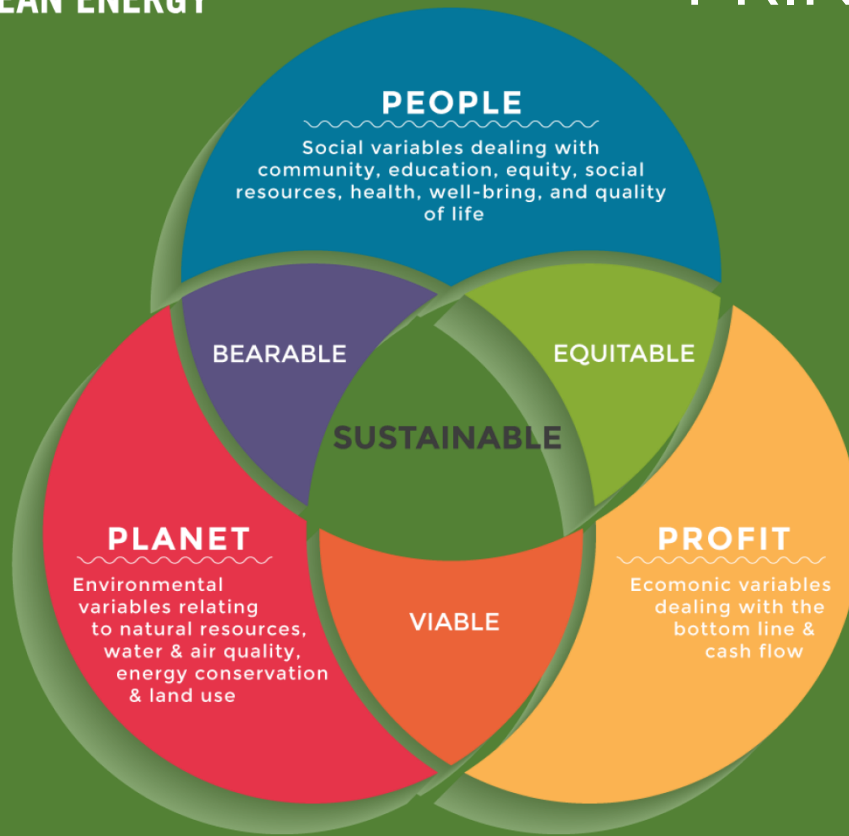 EAN ENERGY
PEOPLE
Social variables dealing with
community, education, equity, social
resources, health, well-bring, and quality
of life
BEARABLE
EQUITABLE
SUSTAINABLE
PLANET
Environmental
variables relating
to natural resources,
water & air quality,
energy conservation
& land use
VIABLE
PROFIT
Ecomonic variables
dealing with the
bottom line &
cash flow